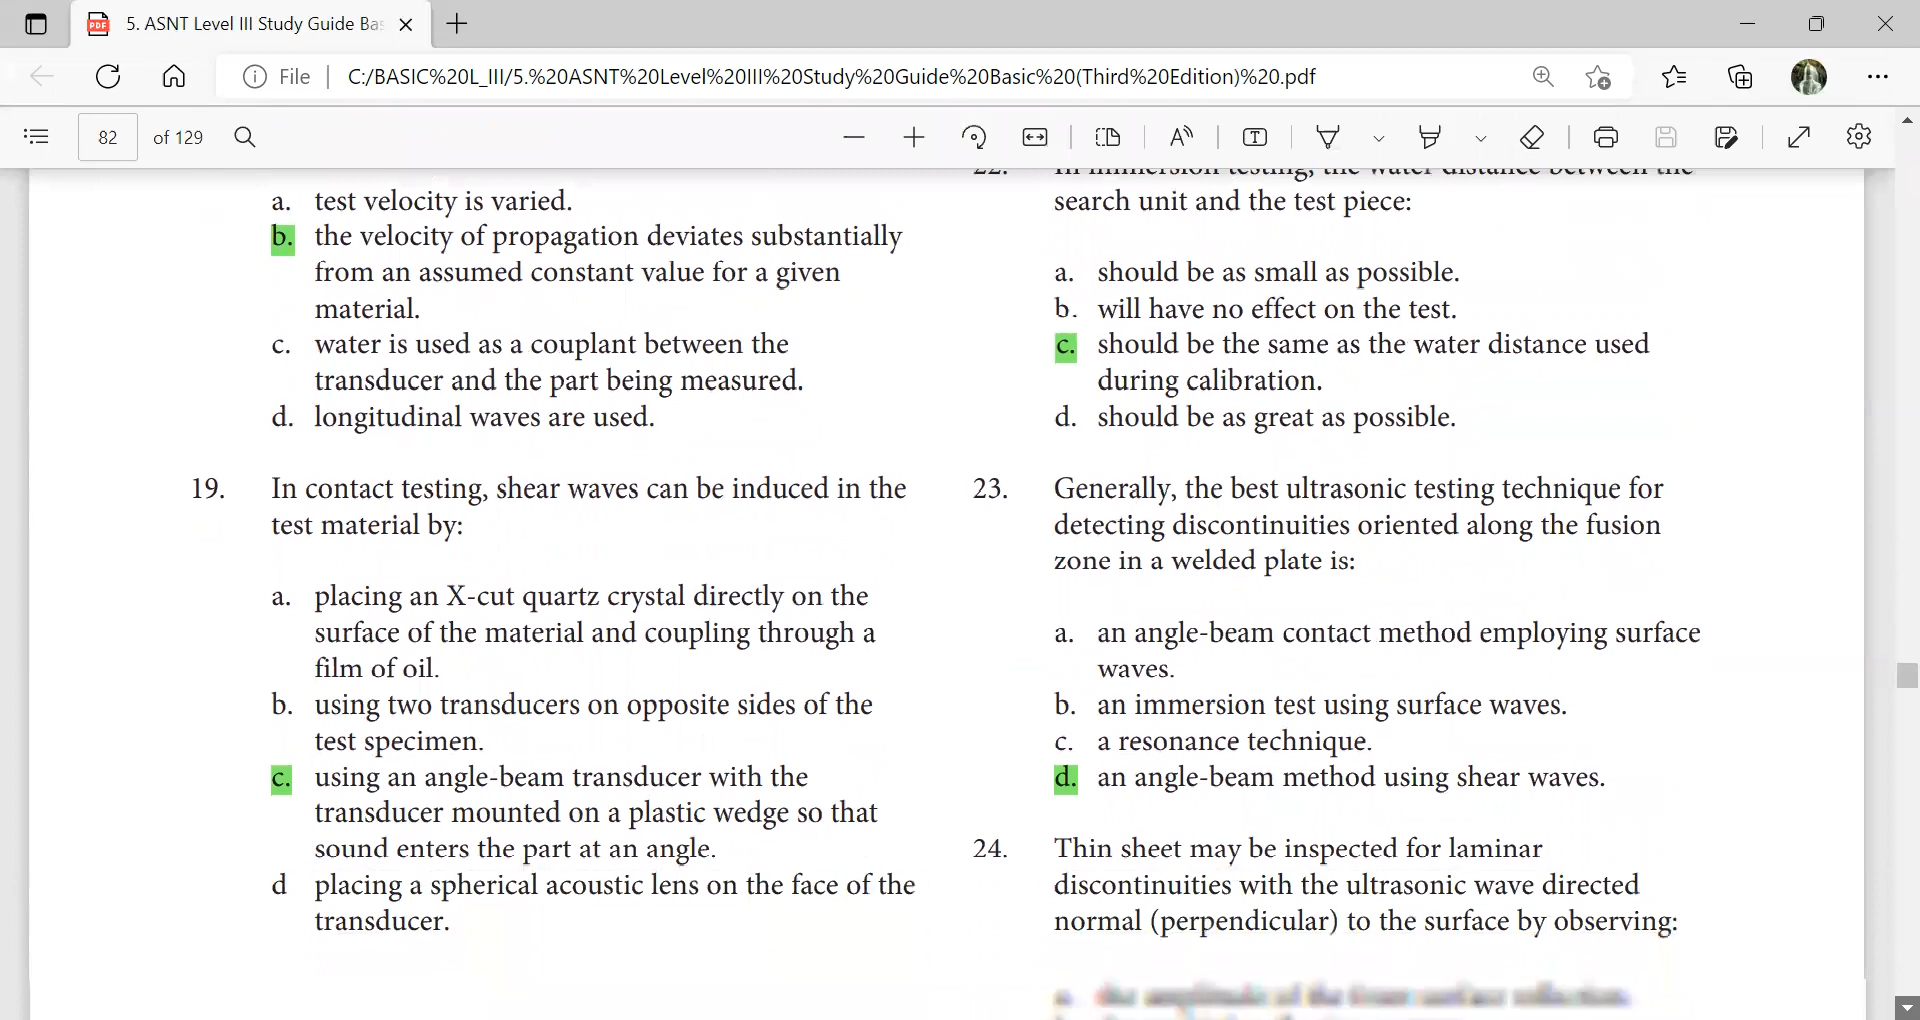 5. ASNT Level III Study Guide Ba
File
C:/BASIC%20L_III/5.%20ASNT%20Level%20III%20Study%20Guide%20Basic%20(Third%20Edition)%20.pdf
82 of 129
a. test velocity is varied.
b. the velocity of propagation deviates substantially
from an assumed constant value for a given
material.
c. water is used as a couplant between the
transducer and the part being measured.
d. longitudinal waves are used.
19. In contact testing, shear waves can be induced in the
test material by:
a. placing an X-cut quartz crystal directly on the
surface of the material and coupling through a
film of oil.
b. using two transducers on opposite sides of the
test specimen.
c. using an angle-beam transducer with the
transducer mounted on a plastic wedge so that
sound enters the part at an angle.
d placing a spherical acoustic lens on the face of the
transducer.
22. In immersion testing, the water distance between the
search unit and the test piece:
a. should be as small as possible.
b. will have no effect on the test.
c. should be the same as the water distance used
during calibration.
d. should be as great as possible.
23. Generally, the best ultrasonic testing technique for
detecting discontinuities oriented along the fusion
zone in a welded plate is:
a. an angle-beam contact method employing surface
waves.
b. an immersion test using surface waves.
c. a resonance technique.
d. an angle-beam method using shear waves.
24. Thin sheet may be inspected for laminar
discontinuities with the ultrasonic wave directed
normal (perpendicular) to the surface by observing: